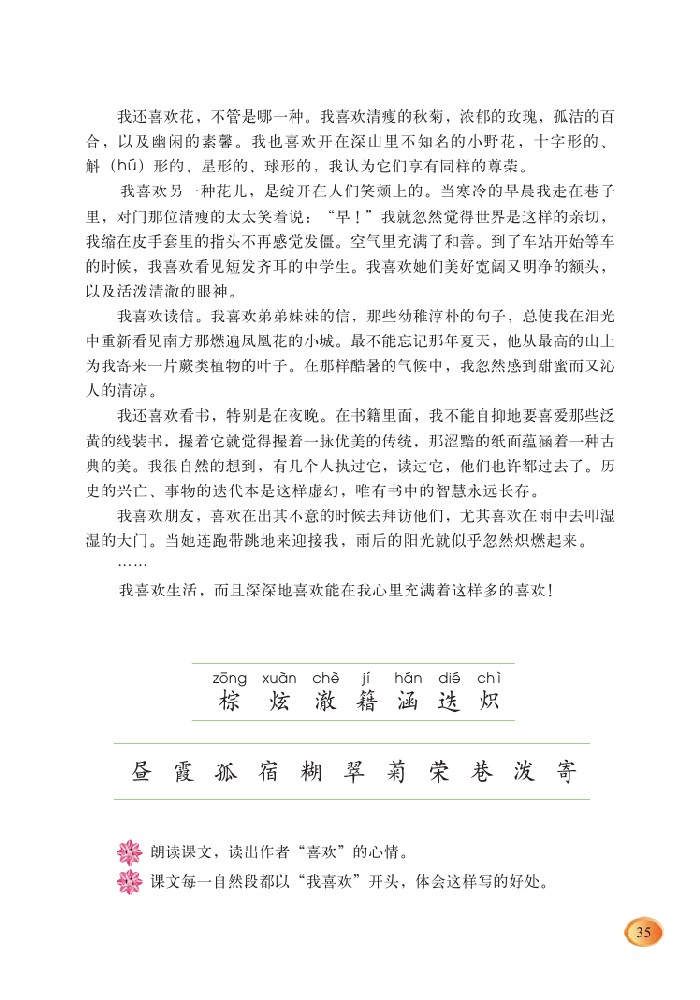 我还喜欢花，不管是哪一种。我喜欢清瘦的秋菊，浓郁的玫瑰，孤洁的百
合，以及幽闲的素馨。我也喜欢开在深山里不知名的小野花，十字形的、
斛（hú）形的、星形的、球形的，我认为它们享有同样的尊荣。
我喜欢另一种花儿，是绽开在人们笑颊上的。当寒冷的早晨我走在巷子
里，对门那位清瘦的太太笑着说：“早！”我就忽然觉得世界是这样的亲切，
我缩在皮手套里的指头不再感觉发僵。空气里充满了和善。到了车站开始等车
的时候，我喜欢看见短发齐耳的中学生。我喜欢她们美好宽阔又明净的额头，
以及活泼清澈的眼神。
我喜欢读信。我喜欢弟弟妹妹的信，那些幼稚淳朴的句子，总使我在泪光
中重新看见南方那燃遍凤凰花的小城。最不能忘记那年夏天，他从最高的山上
为我寄来一片蕨类植物的叶子。在那样酷暑的气候中，我忽然感到甜蜜而又沁
人的清凉。
我还喜欢看书，特别是在夜晚。在书籍里面，我不能自抑地要喜爱那些泛
黄的线装书，握着它就觉得握着一脉优美的传统，那涩黯的纸面蕴涵着一种古
典的美。我很自然的想到，有几个人执过它，读过它，他们也许都过去了。历
史的兴亡、事物的迭代本是这样虚幻，唯有书中的智慧永远长存。
我喜欢朋友，喜欢在出其不意的时候去拜访他们，尤其喜欢在雨中去叩湿
湿的大门。当她连跑带跳地来迎接我，雨后的阳光就似乎忽然炽燃起来。
……
我喜欢生活，而且深深地喜欢能在我心里充满着这样多的喜欢！
zōng xuàn chè jí hán dié chì
棕 炫 澈 籍 涵 迭 炽
昼 霞 孤 宿 糊 翠 菊 荣 巷 泼 寄
朗读课文，读出作者“喜欢”的心情。
课文每一自然段都以“我喜欢”开头，体会这样写的好处。
35